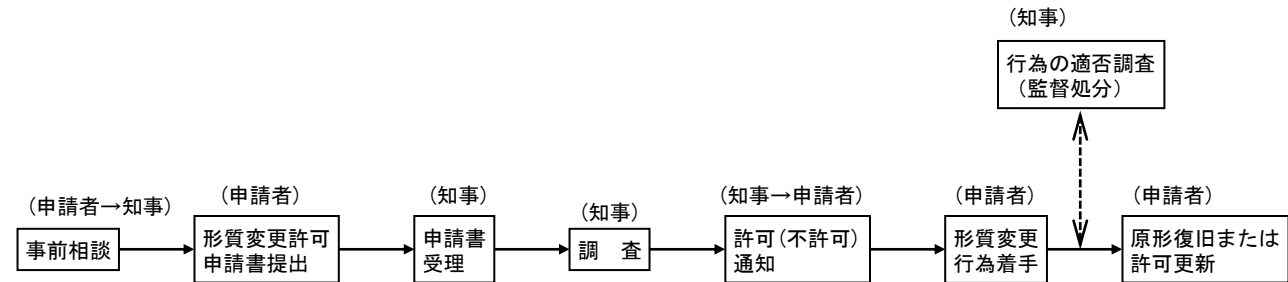 (知事)
行為の適否調査
(監督処分)
(申請者→知事)
事前相談
(申請者)
形質変更許可
申請書提出
(知事)
申請書
受理
(知事)
調　査
(知事→申請者)
許可(不許可)
通知
(申請者)
形質変更
行為着手
(申請者)
原形復旧または
許可更新